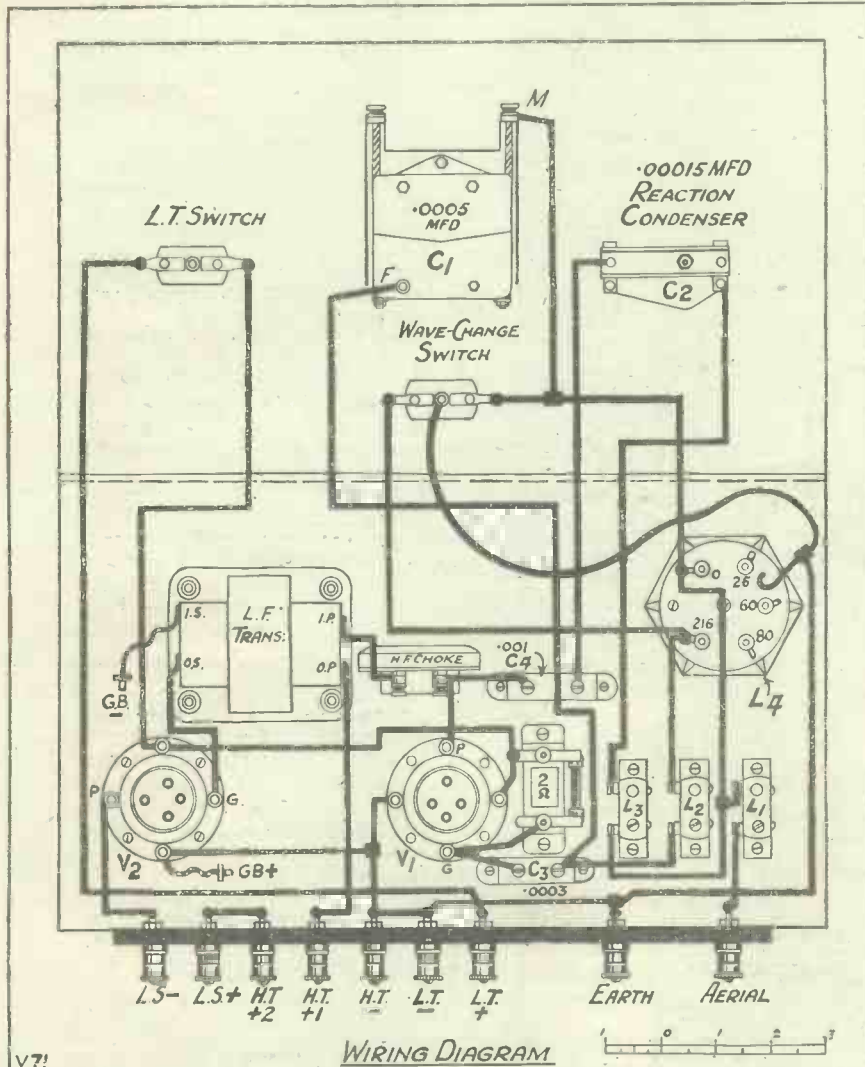 M
.00015 MFD
REACTION
CONDENSER
L.T. SWITCH
.0005
MFD
C1
F
C2
WAVE-CHANGE
SWITCH
I.S.
L.F.
TRANS:
I.P.
O.S.
O.P
0
26
60
216
80
L4
H.F. CHOKE
.001
C4
G.B.
-
P
P
G
2
Ω
L3
L2
L1
V2
GB+
V1
G
C3
.0003
L.S-
L.S+
H.T
+2
H.T.
+1
H.T.
-
L.T.
-
L.T.
+
EARTH
AERIAL
WIRING DIAGRAM
1 0 1 2 3